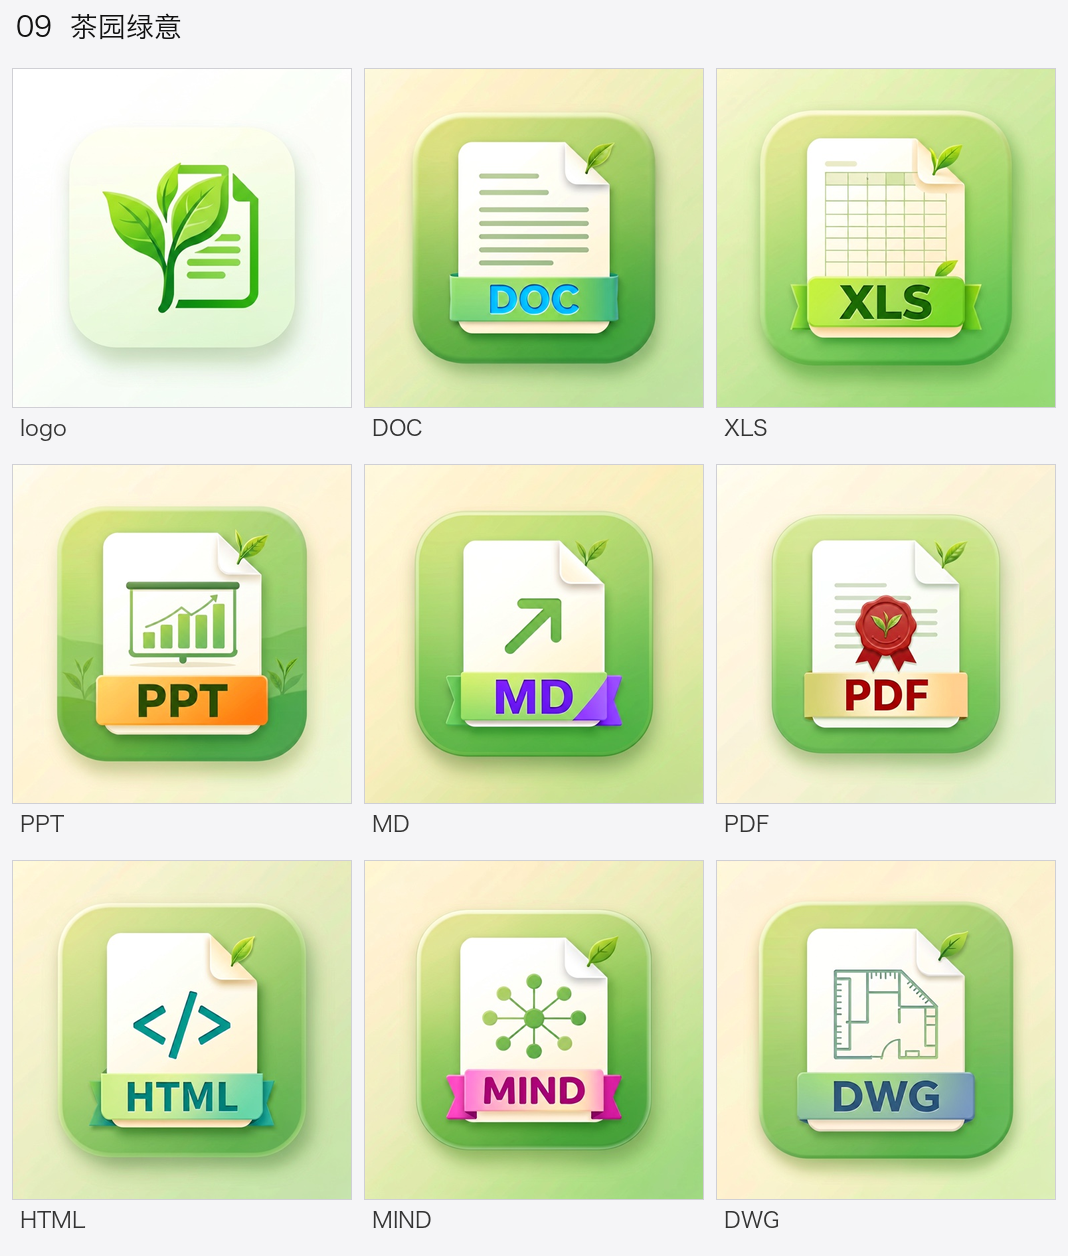 09 茶园绿意
DOC
XLS
logo
DOC
XLS
PPT
MD
PDF
PPT
MD
PDF
</>
HTML
MIND
DWG
HTML
MIND
DWG